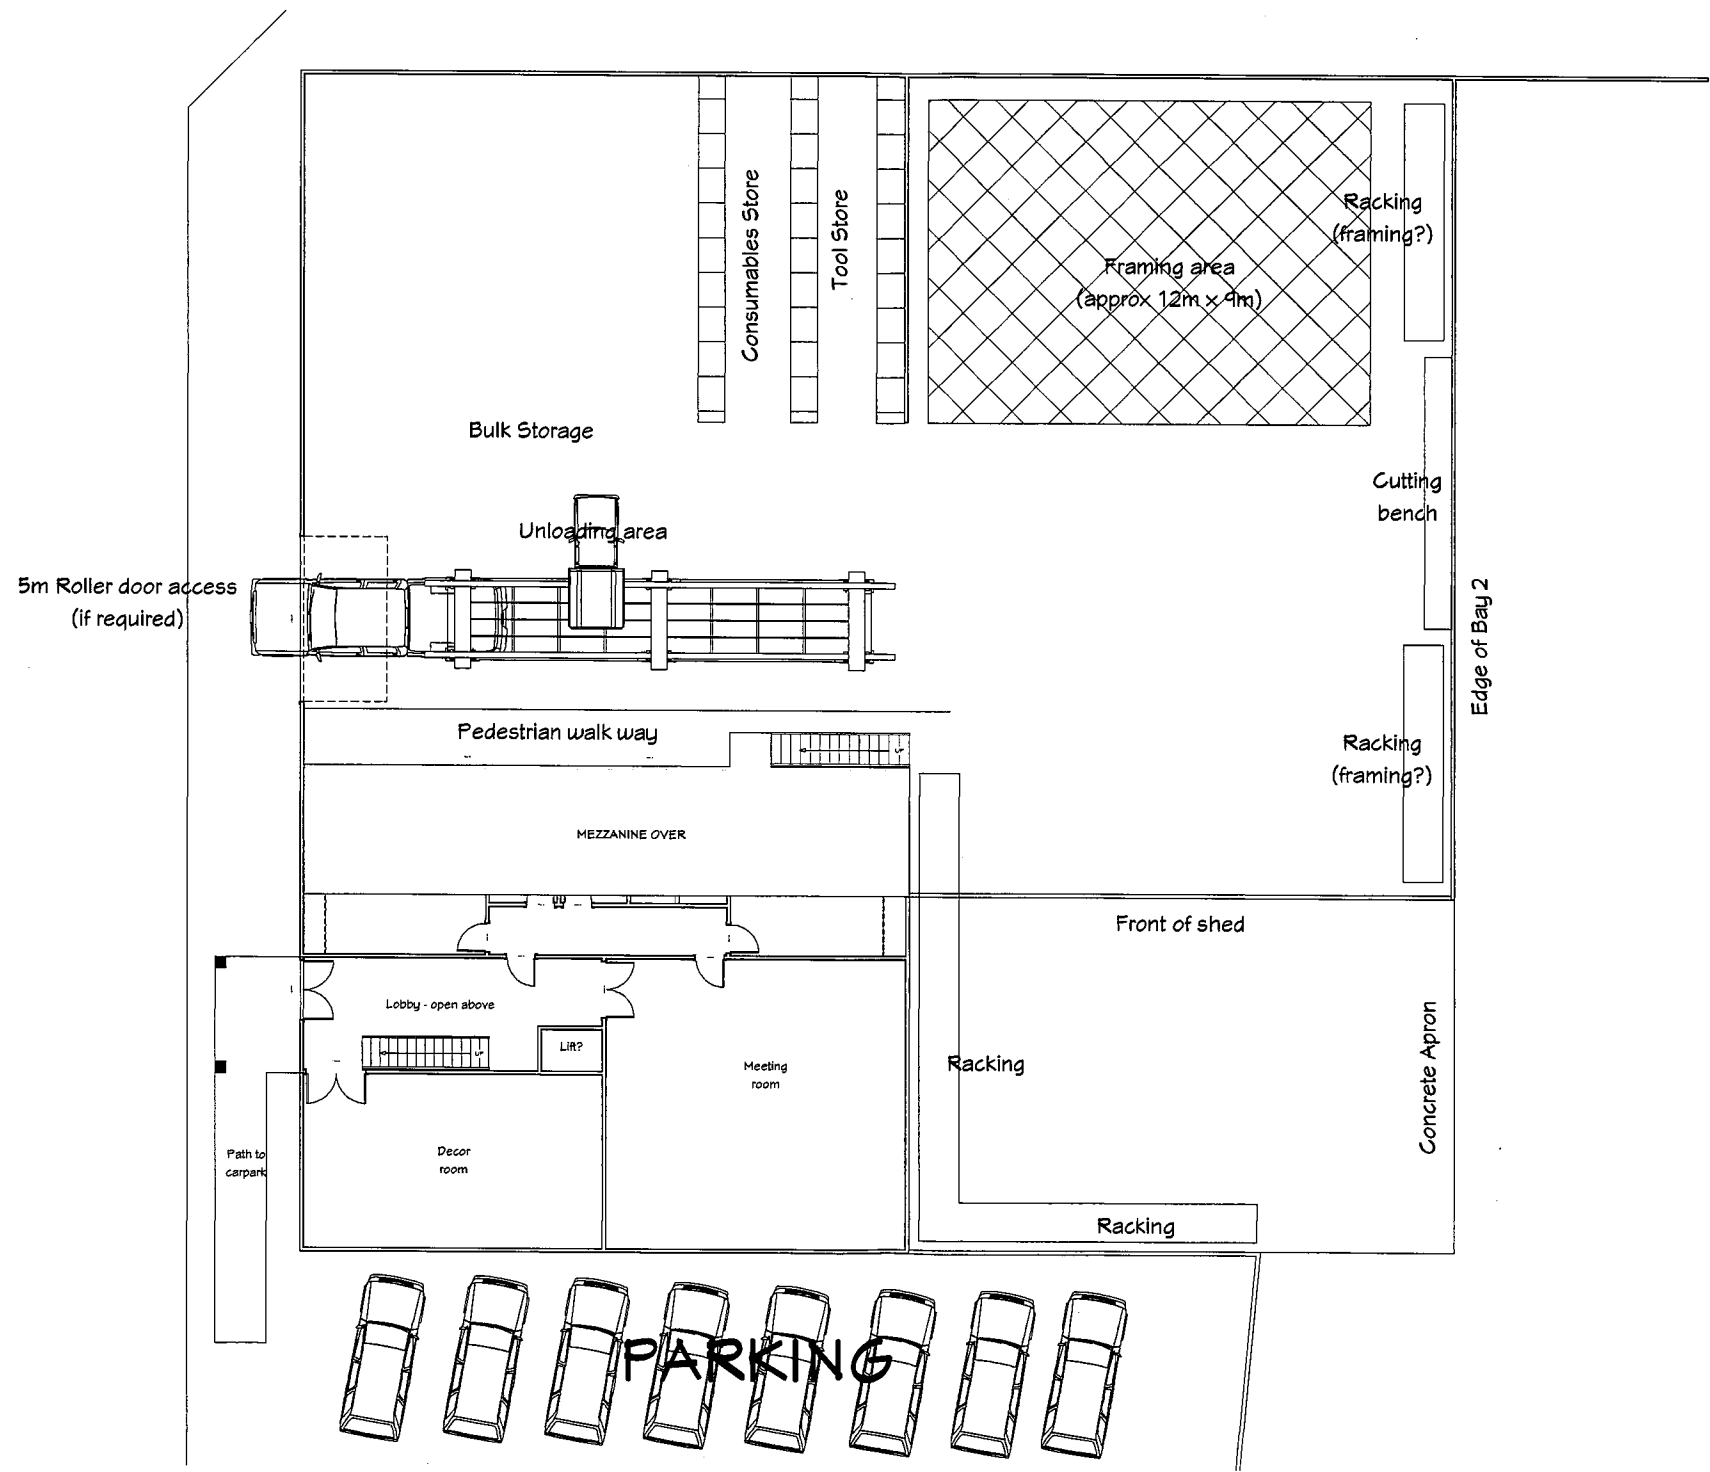 Consumables Store
Tool Store
Racking
(framing?)
Framing area
(approx 12m x 9m)
Bulk Storage
Cutting
bench
Unloading area
5m Roller door access
(if required)
Edge of Bay 2
Pedestrian walk way
UP
Racking
(framing?)
MEZZANINE OVER
Front of shed
Lobby - open above
Lift?
UP
Meeting
room
Racking
Concrete Apron
Path to
carpark
Decor
room
Racking
PARKING